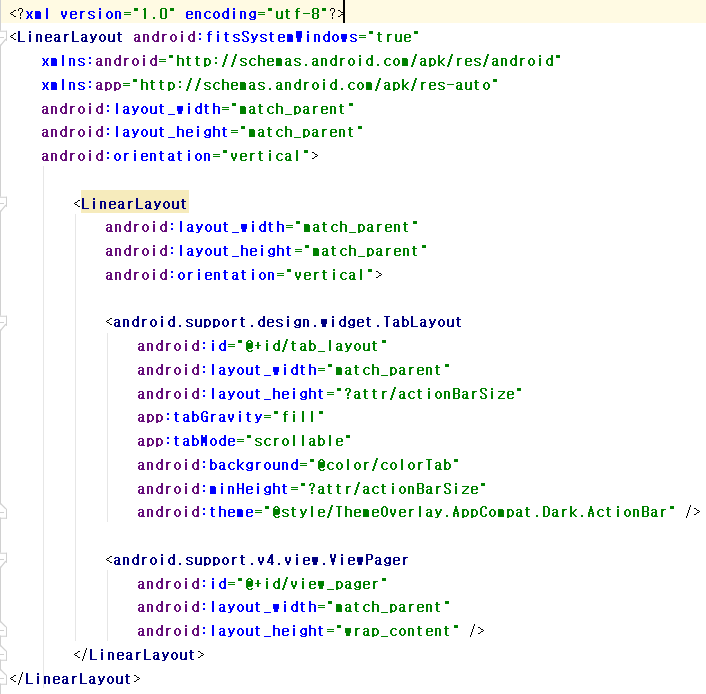 <?xml version="1.0" encoding="utf-8"?>
<LinearLayout android:fitsSystemWindows="true"
    xmlns:android="http://schemas.android.com/apk/res/android"
    xmlns:app="http://schemas.android.com/apk/res-auto"
    android:layout_width="match_parent"
    android:layout_height="match_parent"
    android:orientation="vertical">

        <LinearLayout
            android:layout_width="match_parent"
            android:layout_height="match_parent"
            android:orientation="vertical">

            <android.support.design.widget.TabLayout
                android:id="@+id/tab_layout"
                android:layout_width="match_parent"
                android:layout_height="?attr/actionBarSize"
                app:tabGravity="fill"
                app:tabMode="scrollable"
                android:background="@color/colorTab"
                android:minHeight="?attr/actionBarSize"
                android:theme="@style/ThemeOverlay.AppCompat.Dark.ActionBar" />

            <android.support.v4.view.ViewPager
                android:id="@+id/view_pager"
                android:layout_width="match_parent"
                android:layout_height="wrap_content" />
        </LinearLayout>
</LinearLayout>